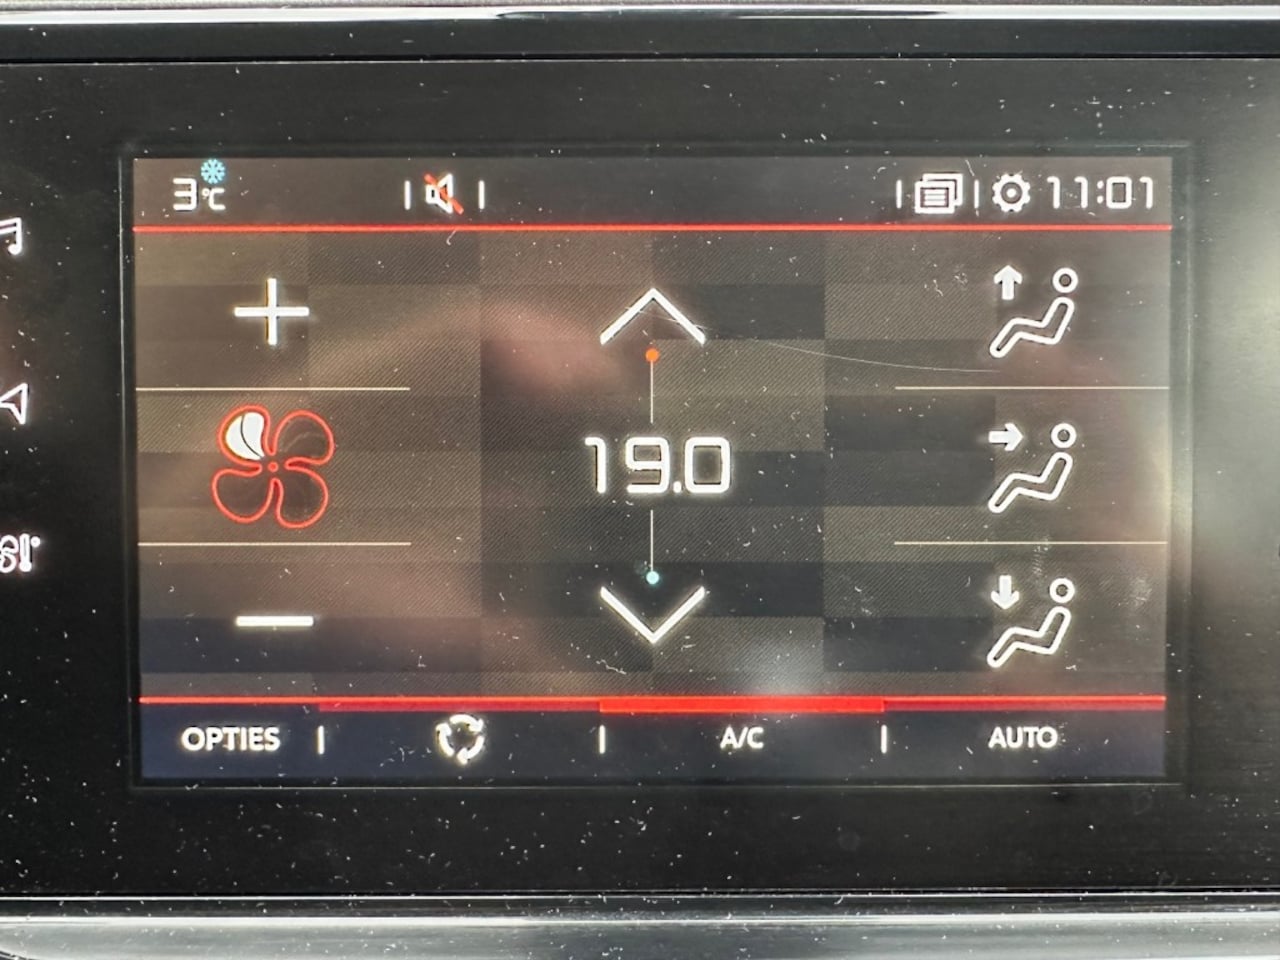 3°C 11:01
19.0
OPTIES A/C AUTO